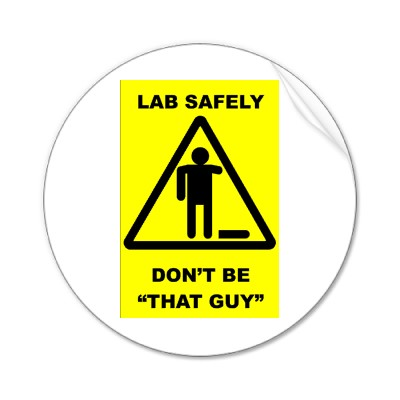 LAB SAFELY
DON'T BE
“THAT GUY”